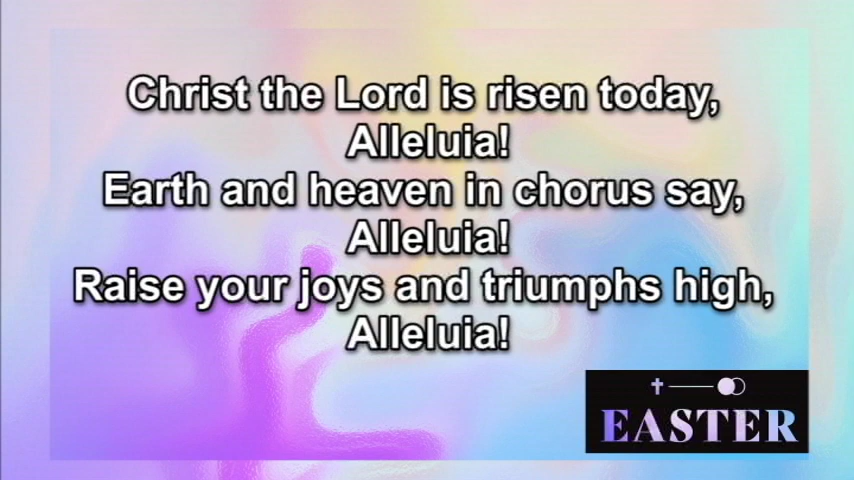 Christ the Lord is risen today,
Alleluia!
Earth and heaven in chorus say,
Alleluia!
Raise your joys and triumphs high,
Alleluia!
EASTER